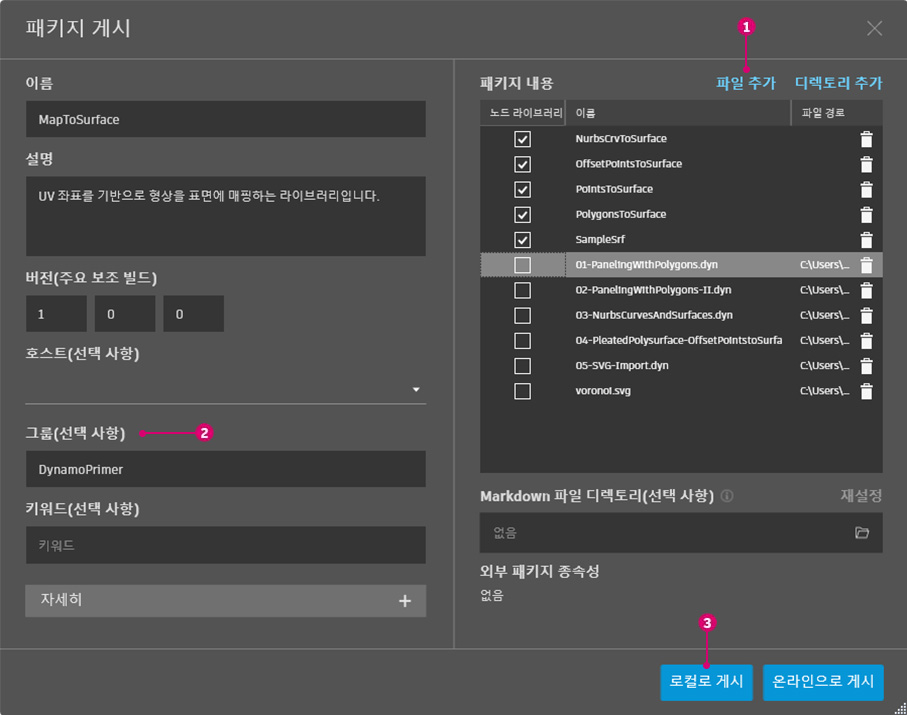 패키지 게시
1
이름
MapToSurface
설명
UV 좌표를 기반으로 형상을 표면에 매핑하는 라이브러리입니다.
버전(주요 보조 빌드)
1 0 0
호스트(선택 사항)
그룹(선택 사항) 2
DynamoPrimer
키워드(선택 사항)
키워드
자세히 +
패키지 내용 파일 추가 디렉토리 추가
노드 라이브러리 이름 파일 경로
NurbsCrvToSurface
OffsetPointsToSurface
PointsToSurface
PolygonsToSurface
SampleSrf
01-PanelingWithPolygons.dyn C:\Users\...
02-PanelingWithPolygons-II.dyn C:\Users\...
03-NurbsCurvesAndSurfaces.dyn C:\Users\...
04-PleatedPolysurface-OffsetPointstoSurfa C:\Users\...
05-SVG-Import.dyn C:\Users\...
voronoi.svg C:\Users\...
Markdown 파일 디렉토리(선택 사항) 재설정
없음
외부 패키지 종속성
없음
3
로컬로 게시 온라인으로 게시